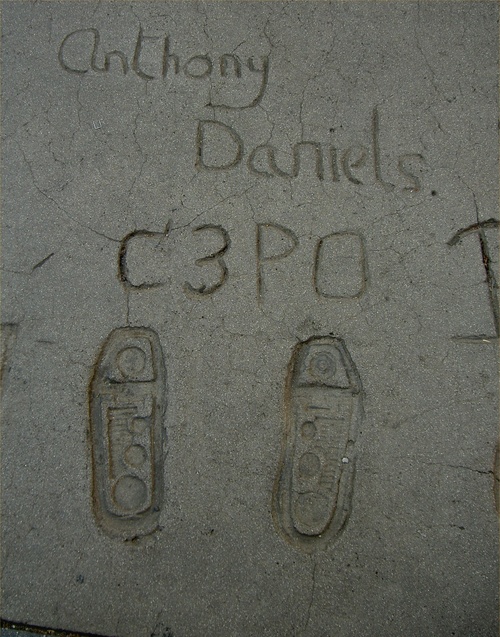 Anthony
Daniels.
C3PO